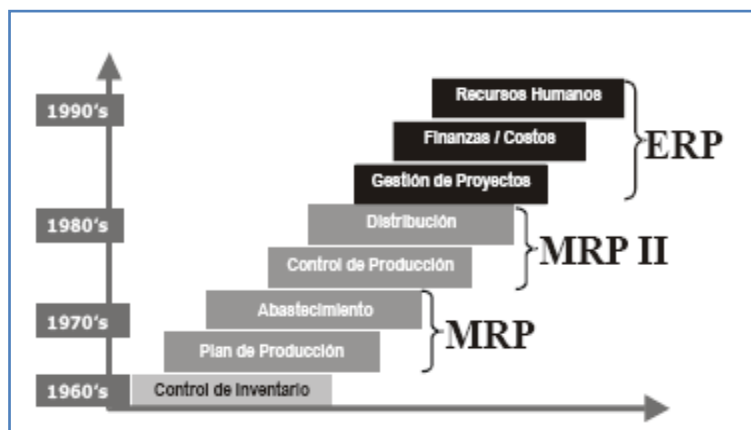 Recursos Humanos
1990's
Finanzas / Costos
ERP
Gestión de Proyectos
1980's
Distribución
MRP II
Control de Producción
Abastecimiento
1970's
MRP
Plan de Producción
1960's
Control de Inventario